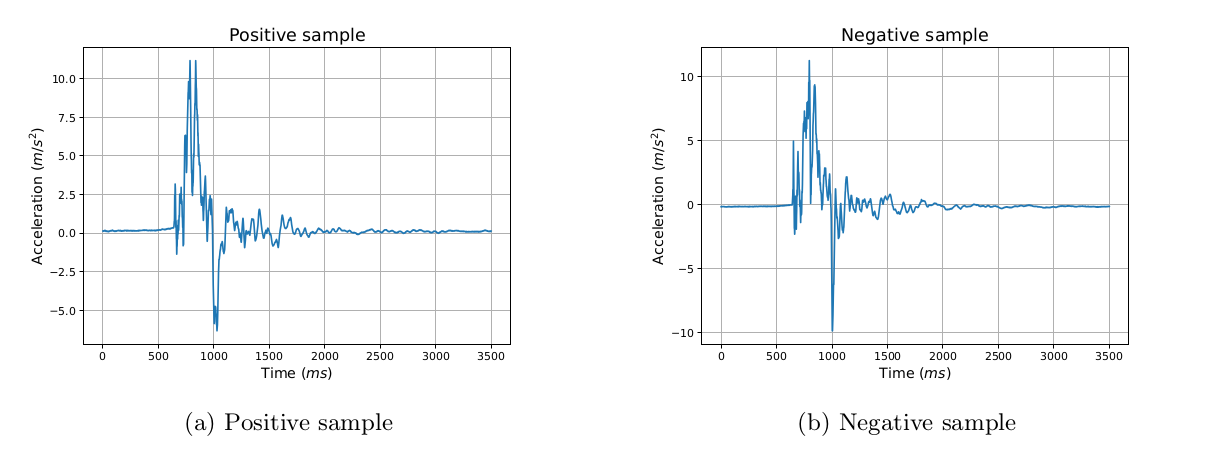 Positive sample
Acceleration (m/s²)
10.0
7.5
5.0
2.5
0.0
−2.5
−5.0
0 500 1000 1500 2000 2500 3000 3500
Time (ms)
(a) Positive sample
Negative sample
Acceleration (m/s²)
10
5
0
−5
−10
0 500 1000 1500 2000 2500 3000 3500
Time (ms)
(b) Negative sample